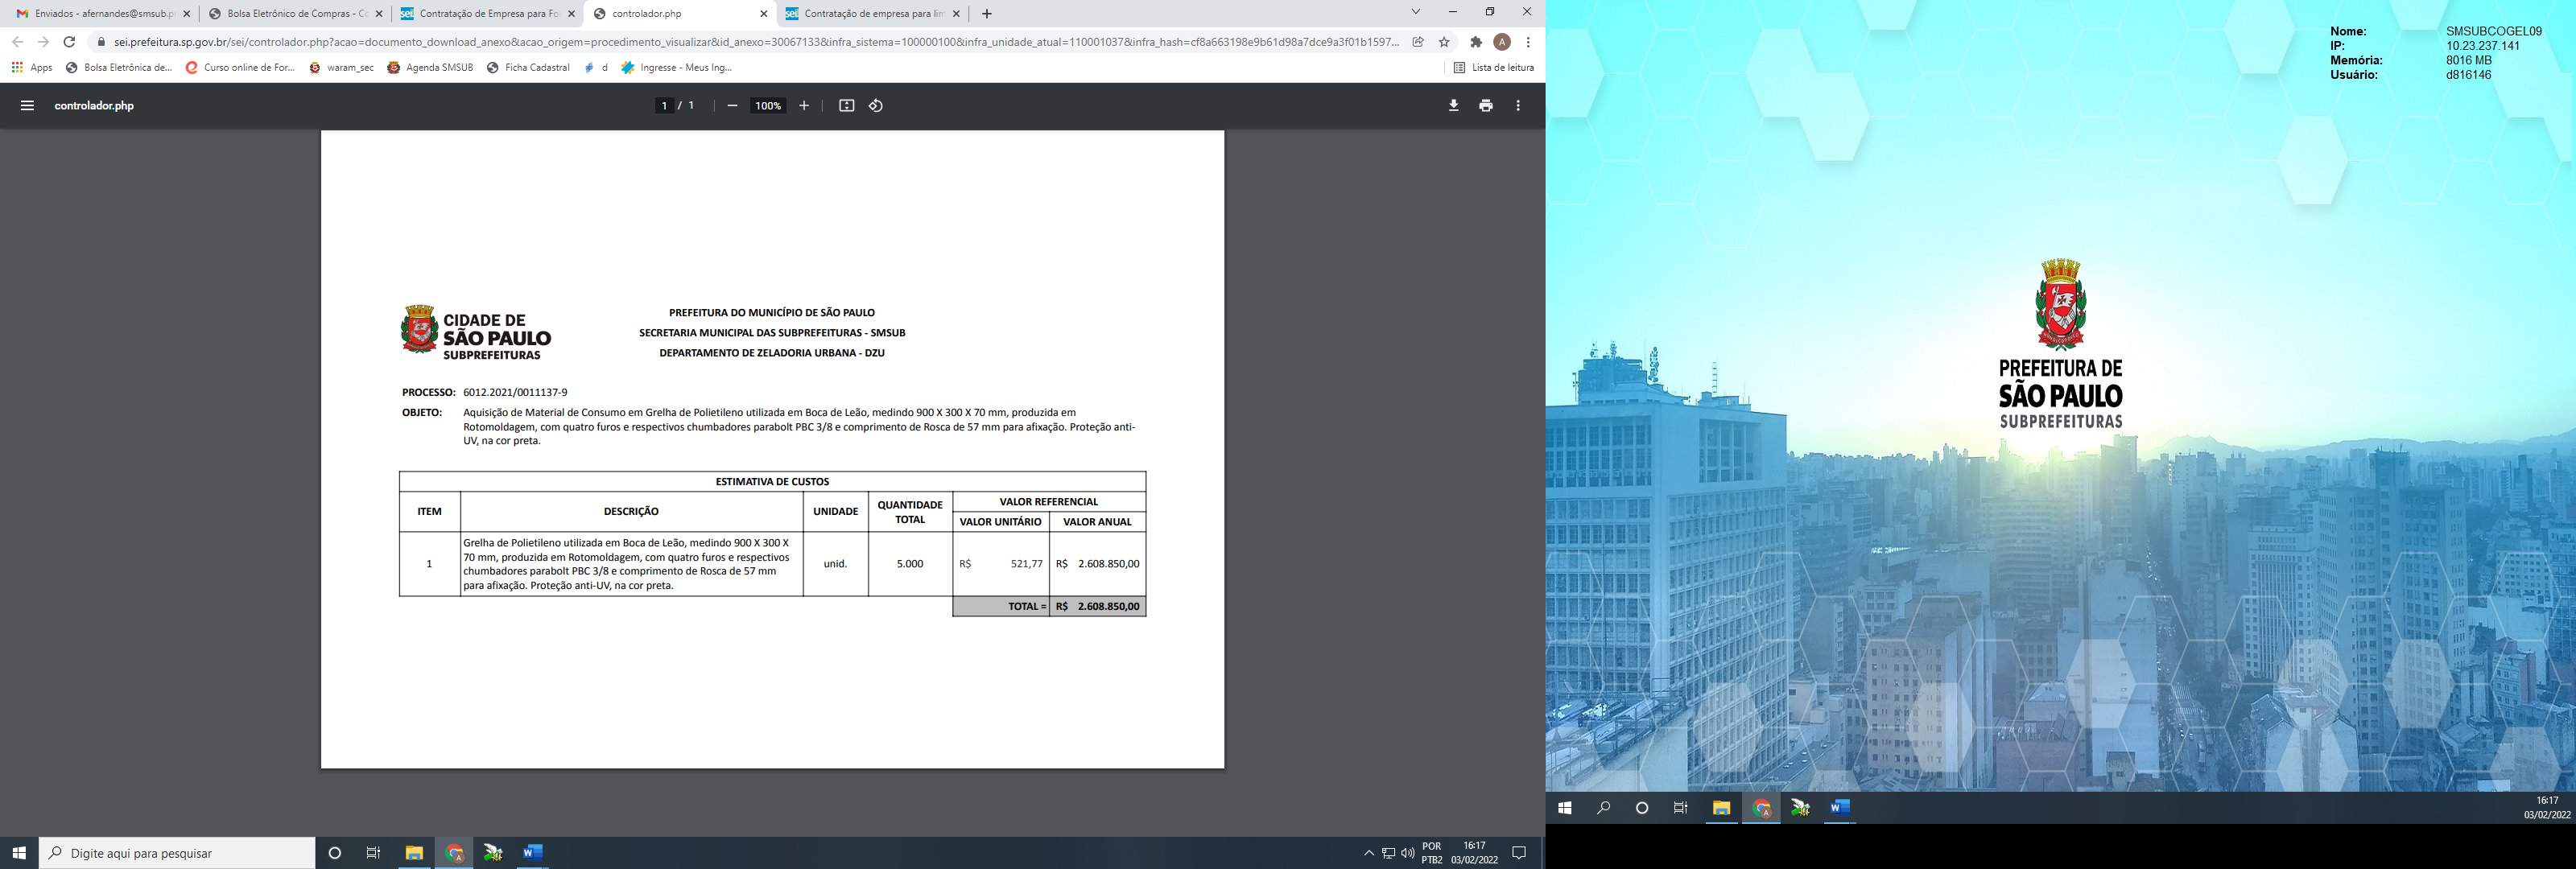 Enviados - afernandes@smsub.p
Bolsa Eletrônico de Compras - Co
Contratação de Empresa para Fo
controlador.php
Contratação de empresa para lim
sei.prefeitura.sp.gov.br/sei/controlador.php?acao=documento_download_anexo&acao_origem=procedimento_visualizar&id_anexo=30067133&infra_sistema=100000100&infra_unidade_atual=110001037&infra_hash=cf8a663198e9b61d98a7dce9a3f01b1597...
A
Apps
Bolsa Eletrônica de...
Curso online de For...
waram_sec
Agenda SMSUB
Ficha Cadastral
d
Ingresse - Meus Ing...
Lista de leitura
controlador.php
1 / 1
100%
CIDADE DE
SÃO PAULO
SUBPREFEITURAS
PREFEITURA DO MUNICÍPIO DE SÃO PAULO
SECRETARIA MUNICIPAL DAS SUBPREFEITURAS - SMSUB
DEPARTAMENTO DE ZELADORIA URBANA - DZU
PROCESSO: 6012.2021/0011137-9
OBJETO: Aquisição de Material de Consumo em Grelha de Polietileno utilizada em Boca de Leão, medindo 900 X 300 X 70 mm, produzida em
Rotomoldagem, com quatro furos e respectivos chumbadores parabolt PBC 3/8 e comprimento de Rosca de 57 mm para afixação. Proteção anti-
UV, na cor preta.
ESTIMATIVA DE CUSTOS
ITEM
DESCRIÇÃO
UNIDADE
QUANTIDADE
TOTAL
VALOR REFERENCIAL
VALOR UNITÁRIO
VALOR ANUAL
1
Grelha de Polietileno utilizada em Boca de Leão, medindo 900 X 300 X
70 mm, produzida em Rotomoldagem, com quatro furos e respectivos
chumbadores parabolt PBC 3/8 e comprimento de Rosca de 57 mm
para afixação. Proteção anti-UV, na cor preta.
unid.
5.000
R$ 521,77
R$ 2.608.850,00
TOTAL = R$ 2.608.850,00
Digite aqui para pesquisar
POR
PTB2
16:17
03/02/2022
Nome: SMSUBCOGEL09
IP: 10.23.237.141
Memória: 8016 MB
Usuário: d816146
PREFEITURA DE
SÃO PAULO
SUBPREFEITURAS
16:17
03/02/2022